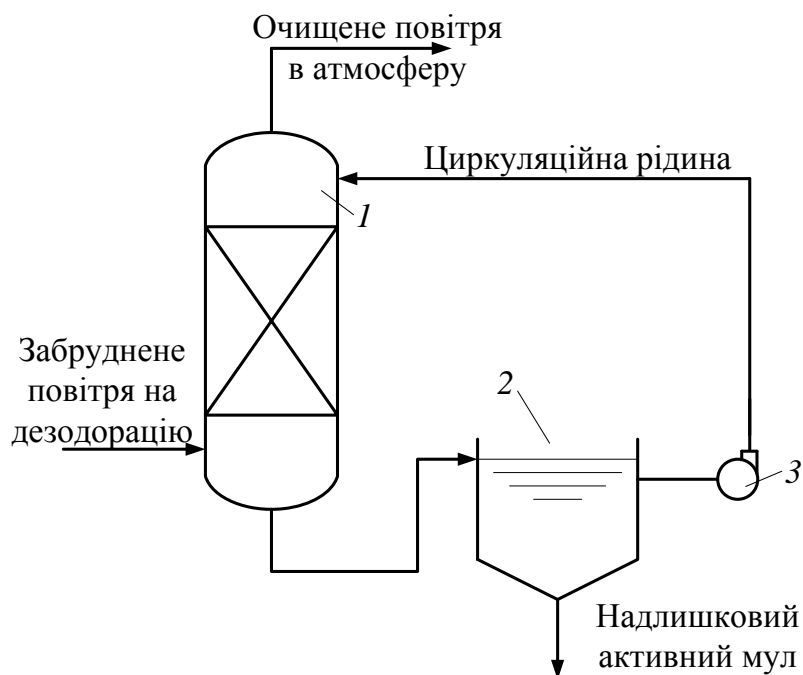 Очищене повітря
в атмосферу
Циркуляційна рідина
1
Забруднене
повітря на
дезодорацію
2
3
Надлишковий
активний мул